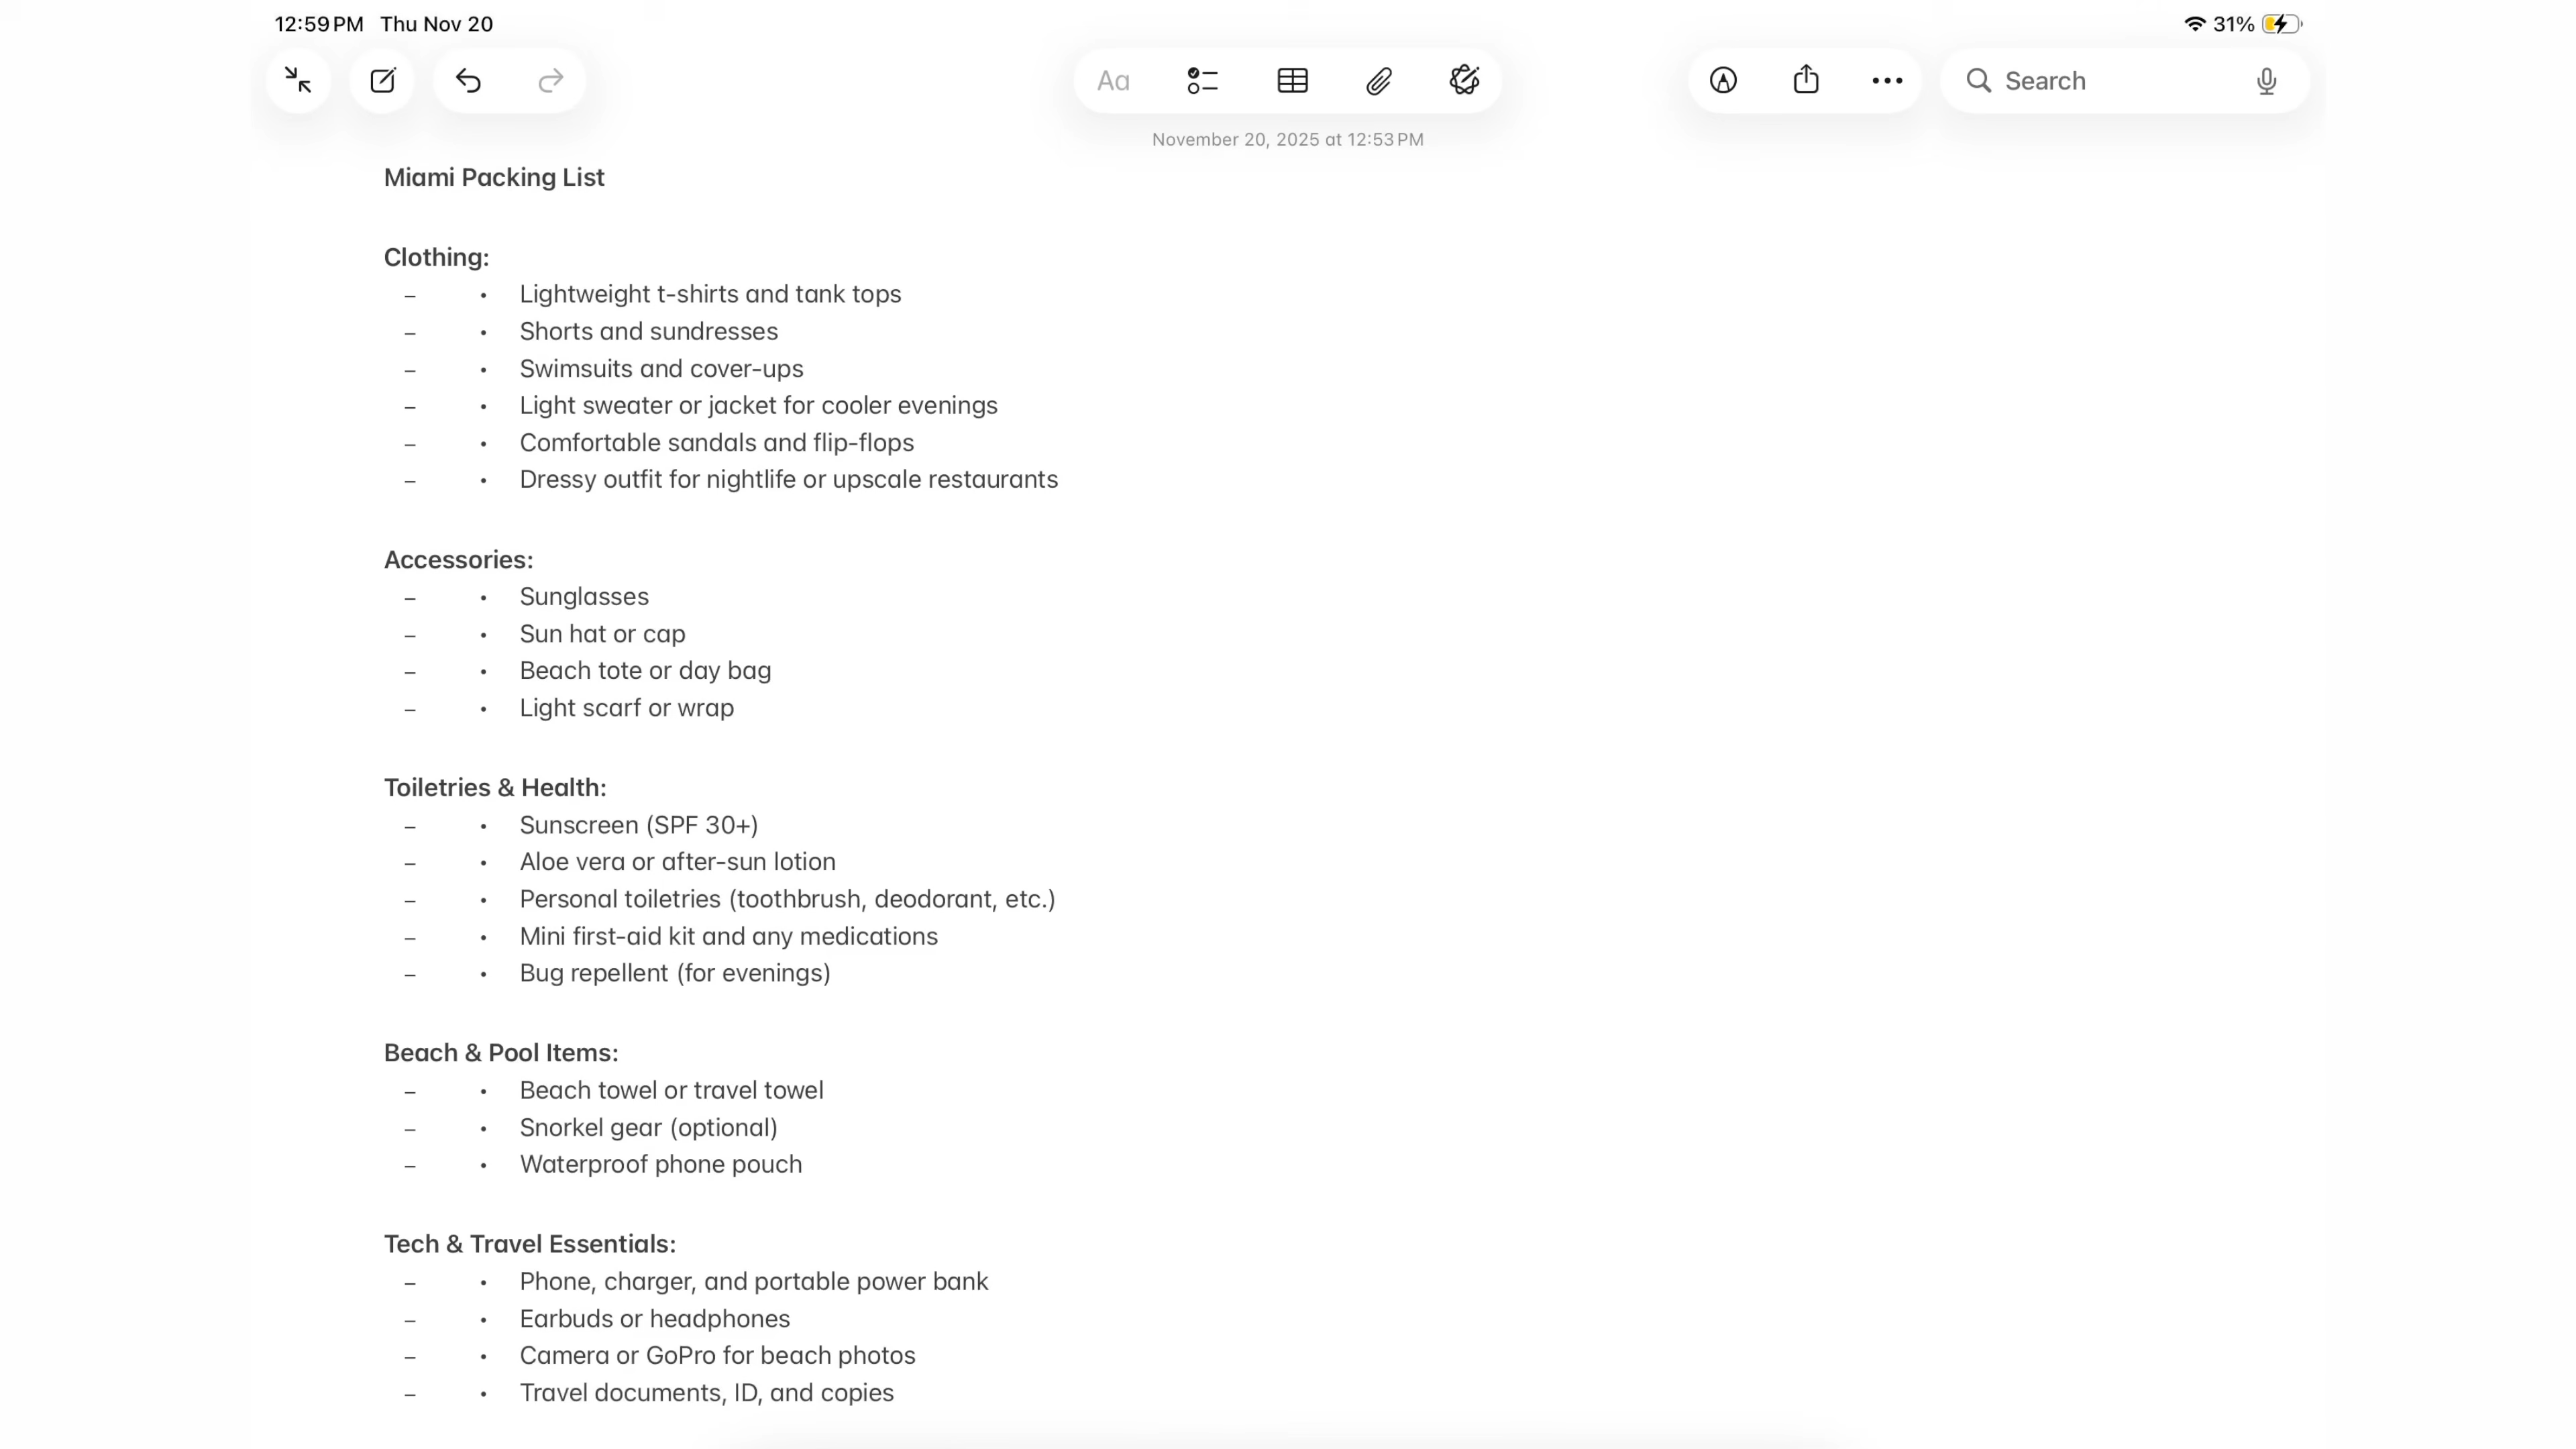 12:59 PM Thu Nov 20
31%
Aa
Search
November 20, 2025 at 12:53 PM
Miami Packing List
Clothing:
– • Lightweight t-shirts and tank tops
– • Shorts and sundresses
– • Swimsuits and cover-ups
– • Light sweater or jacket for cooler evenings
– • Comfortable sandals and flip-flops
– • Dressy outfit for nightlife or upscale restaurants
Accessories:
– • Sunglasses
– • Sun hat or cap
– • Beach tote or day bag
– • Light scarf or wrap
Toiletries & Health:
– • Sunscreen (SPF 30+)
– • Aloe vera or after-sun lotion
– • Personal toiletries (toothbrush, deodorant, etc.)
– • Mini first-aid kit and any medications
– • Bug repellent (for evenings)
Beach & Pool Items:
– • Beach towel or travel towel
– • Snorkel gear (optional)
– • Waterproof phone pouch
Tech & Travel Essentials:
– • Phone, charger, and portable power bank
– • Earbuds or headphones
– • Camera or GoPro for beach photos
– • Travel documents, ID, and copies